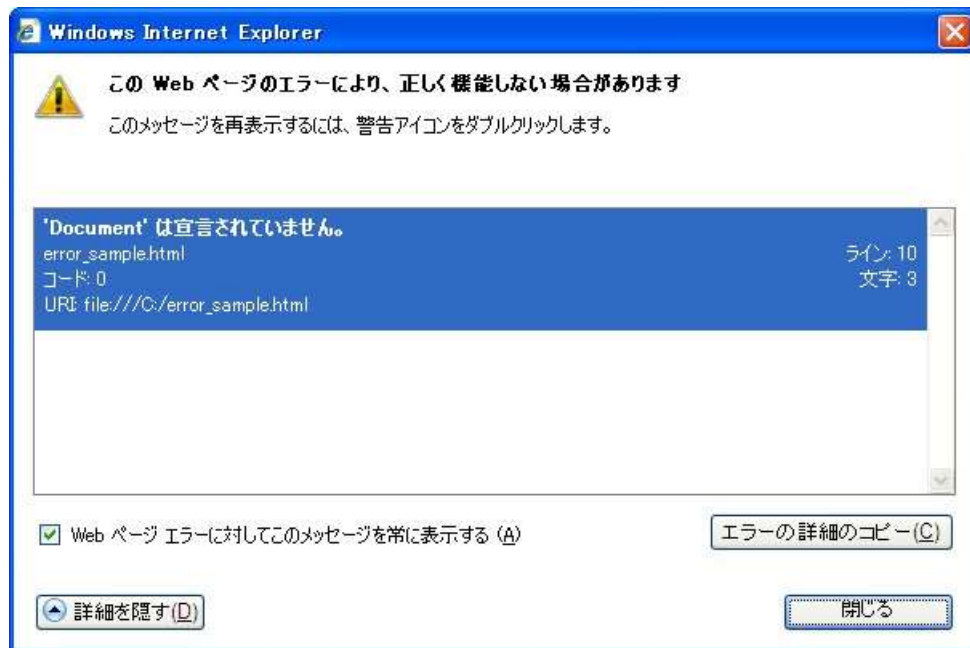 Windows Internet Explorer
この Web ページのエラーにより、正しく機能しない場合があります
このメッセージを再表示するには、警告アイコンをダブルクリックします。
'Document' は宣言されていません。
error_sample.html
ライン: 10
コード: 0
文字: 3
URI: file:///C:/error_sample.html
Web ページ エラーに対してこのメッセージを常に表示する (A)
エラーの詳細のコピー(C)
詳細を隠す(D)
閉じる